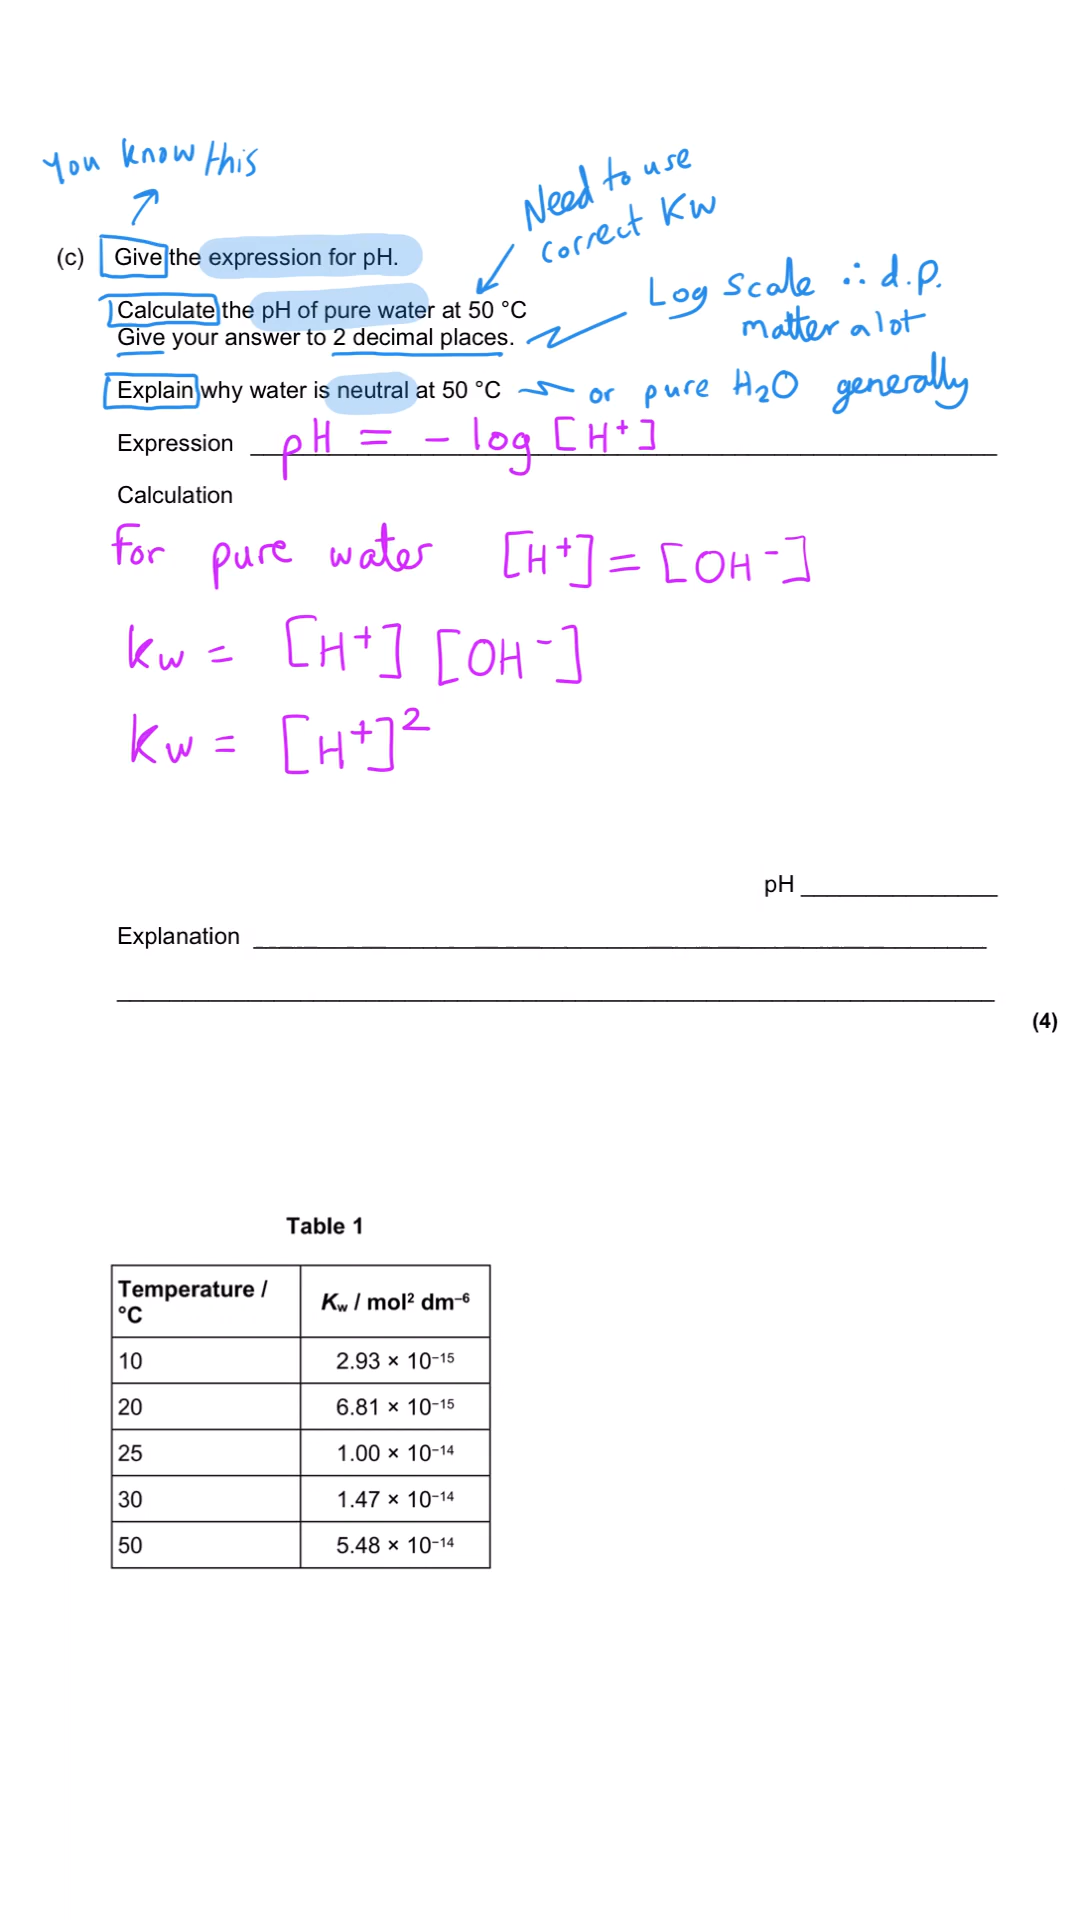 You know this
Need to use
correct Kw
(c) Give the expression for pH.
Log scale ∴ d.p.
matter a lot
Calculate the pH of pure water at 50 °C
Give your answer to 2 decimal places.
Explain why water is neutral at 50 °C
or pure H₂O generally
Expression pH = - log [H⁺]
Calculation
For pure water [H⁺] = [OH⁻]
Kw = [H⁺] [OH⁻]
Kw = [H⁺]²
pH
Explanation
(4)
Table 1
Temperature / °C Kw / mol² dm⁻⁶
10 2.93 × 10⁻¹⁵
20 6.81 × 10⁻¹⁵
25 1.00 × 10⁻¹⁴
30 1.47 × 10⁻¹⁴
50 5.48 × 10⁻¹⁴